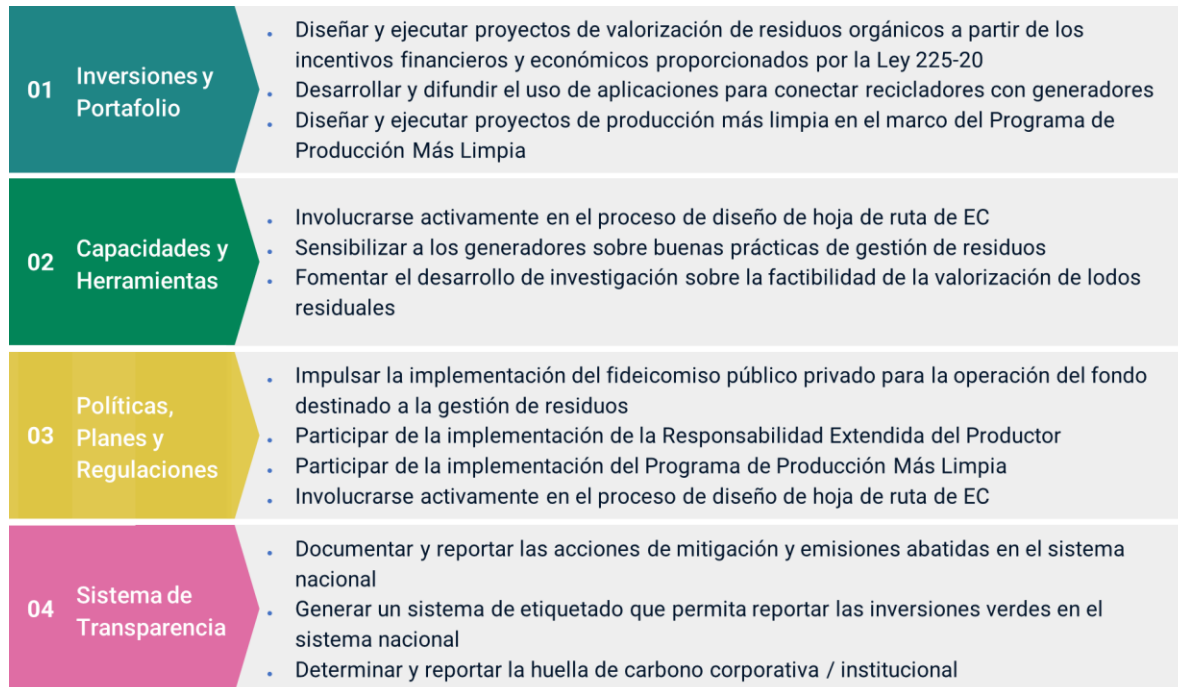 01
Inversiones y
Portafolio
• Diseñar y ejecutar proyectos de valorización de residuos orgánicos a partir de los
incentivos financieros y económicos proporcionados por la Ley 225-20
• Desarrollar y difundir el uso de aplicaciones para conectar recicladores con generadores
• Diseñar y ejecutar proyectos de producción más limpia en el marco del Programa de
Producción Más Limpia
02
Capacidades y
Herramientas
• Involucrarse activamente en el proceso de diseño de hoja de ruta de EC
• Sensibilizar a los generadores sobre buenas prácticas de gestión de residuos
• Fomentar el desarrollo de investigación sobre la factibilidad de la valorización de lodos
residuales
03
Políticas,
Planes y
Regulaciones
• Impulsar la implementación del fideicomiso público privado para la operación del fondo
destinado a la gestión de residuos
• Participar de la implementación de la Responsabilidad Extendida del Productor
• Participar de la implementación del Programa de Producción Más Limpia
• Involucrarse activamente en el proceso de diseño de hoja de ruta de EC
04
Sistema de
Transparencia
• Documentar y reportar las acciones de mitigación y emisiones abatidas en el sistema
nacional
• Generar un sistema de etiquetado que permita reportar las inversiones verdes en el
sistema nacional
• Determinar y reportar la huella de carbono corporativa / institucional